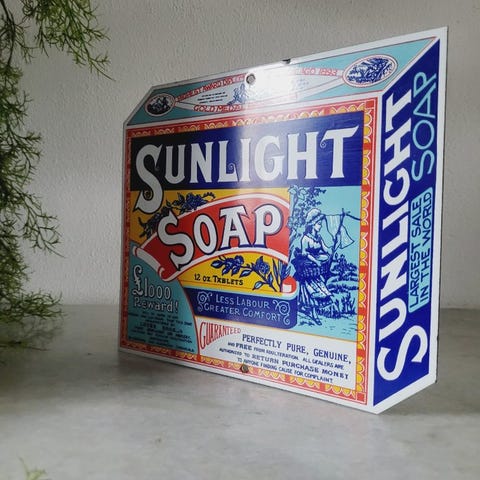 GOLD MEDAL
SUNLIGHT
SOAP
12 OZ. TABLETS
£1000
REWARD!
LESS LABOUR
GREATER COMFORT
GUARANTEED
PERFECTLY PURE, GENUINE,
AND FREE FROM ADULTERATION. ALL DEALERS ARE
AUTHORISED TO RETURN PURCHASE MONEY
TO ANYONE FINDING CAUSE FOR COMPLAINT.
SUNLIGHT
SOAP
LARGEST SALE
IN THE WORLD